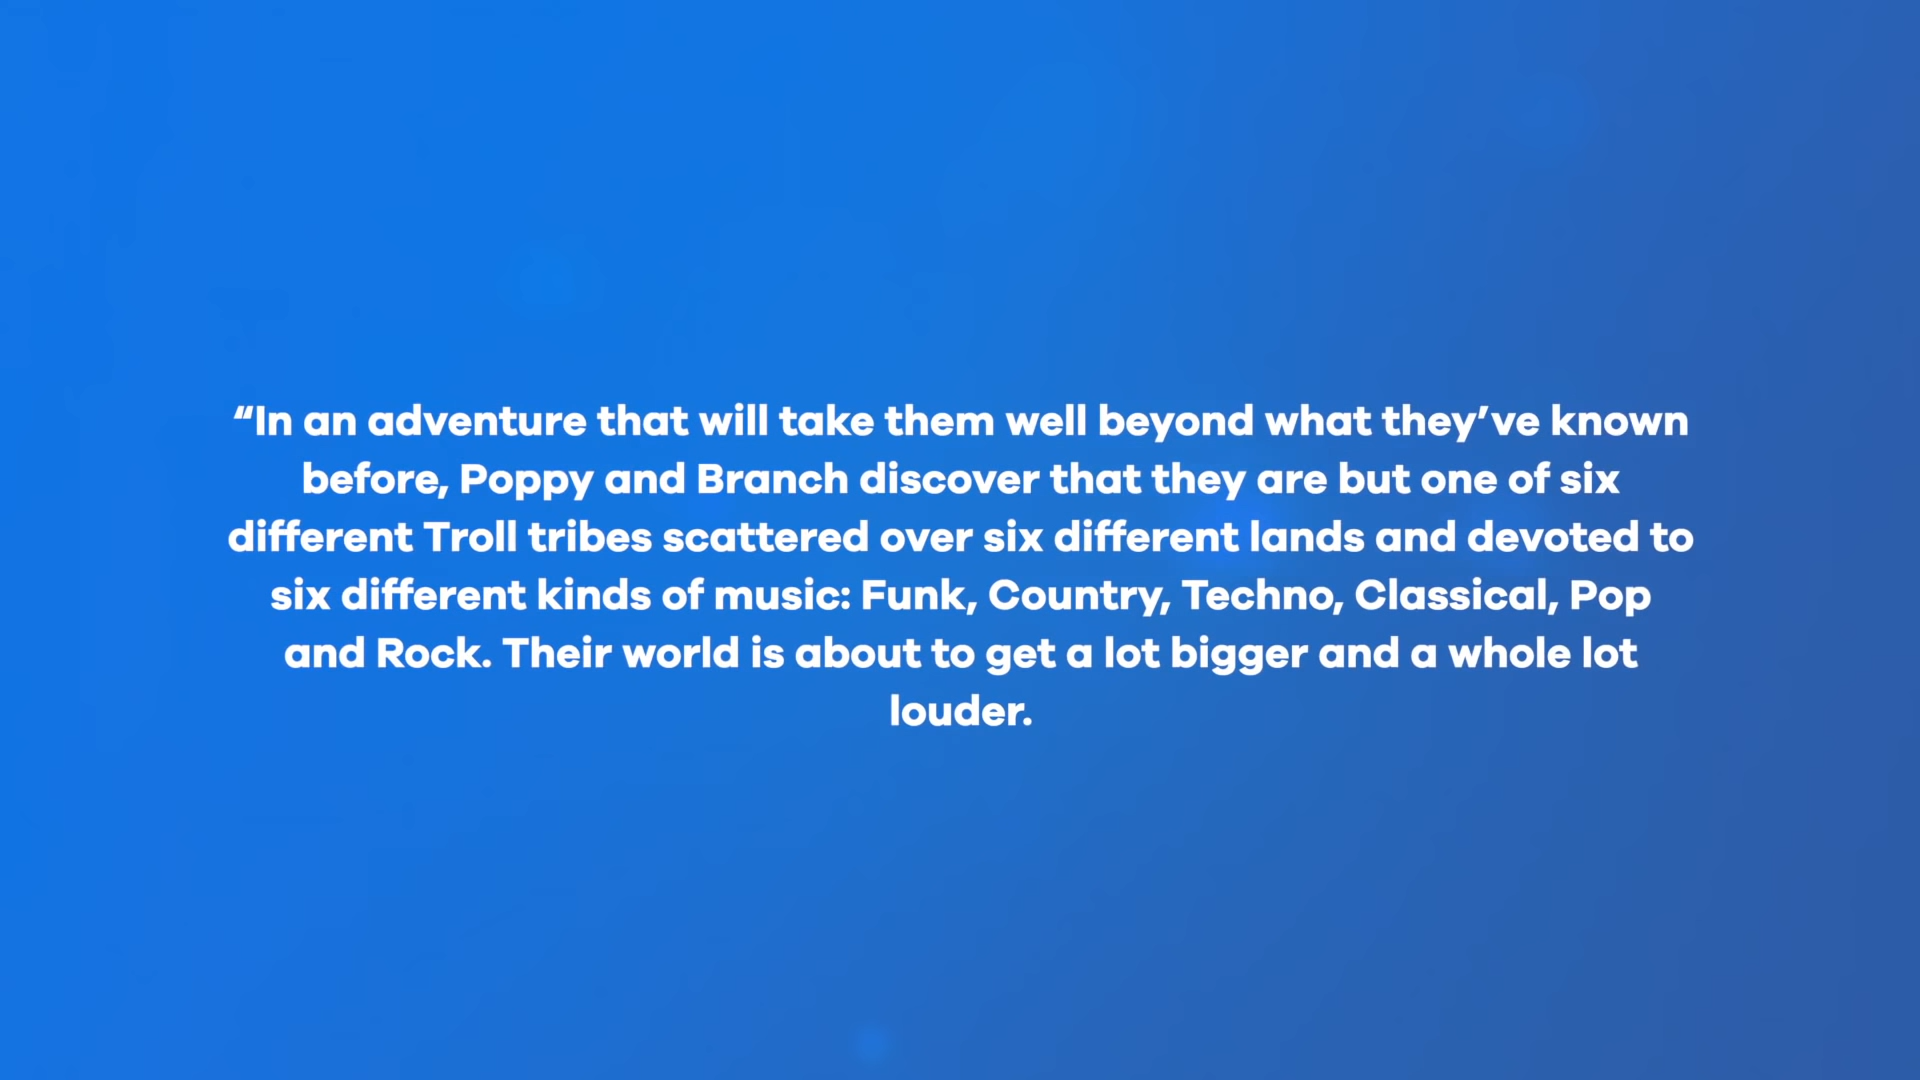 “In an adventure that will take them well beyond what they’ve known
before, Poppy and Branch discover that they are but one of six
different Troll tribes scattered over six different lands and devoted to
six different kinds of music: Funk, Country, Techno, Classical, Pop
and Rock. Their world is about to get a lot bigger and a whole lot
louder.